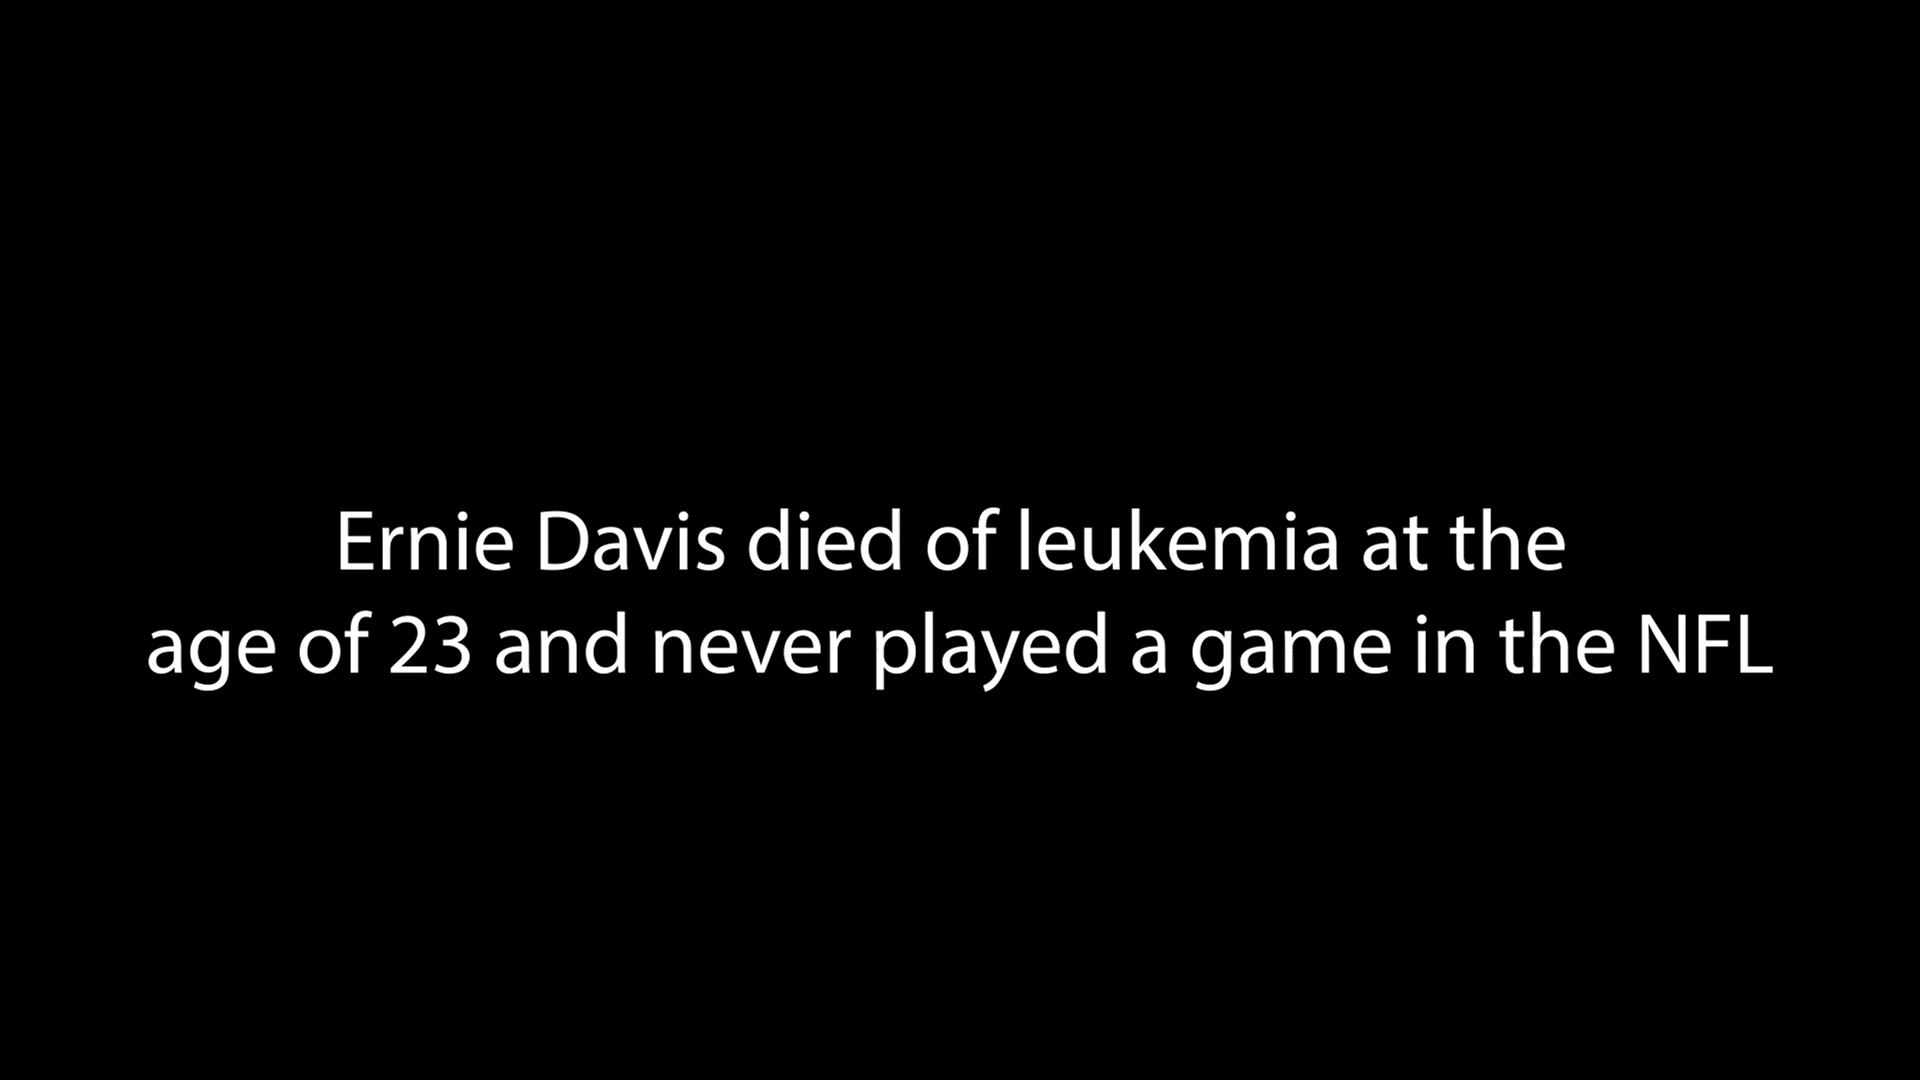 Ernie Davis died of leukemia at the
age of 23 and never played a game in the NFL